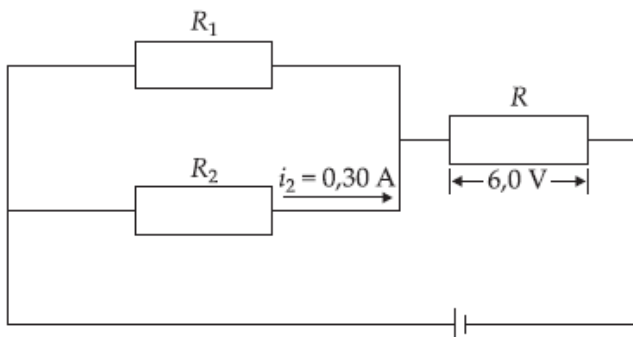 R₁
R
R₂
i₂ = 0,30 A
6,0 V